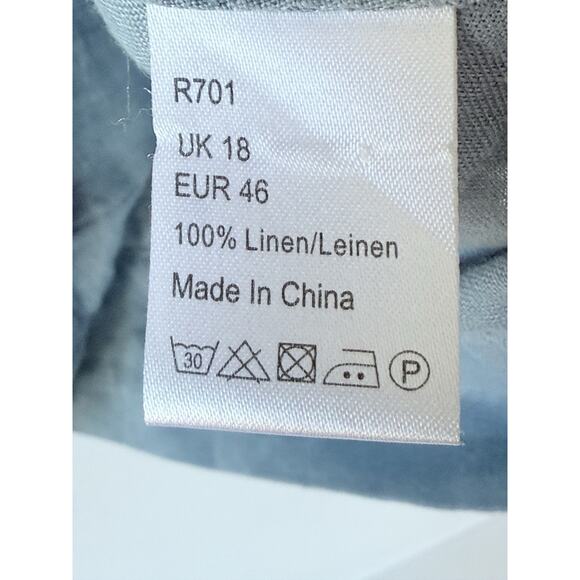 R701
UK 18
EUR 46
100% Linen/Leinen
Made In China
30 P